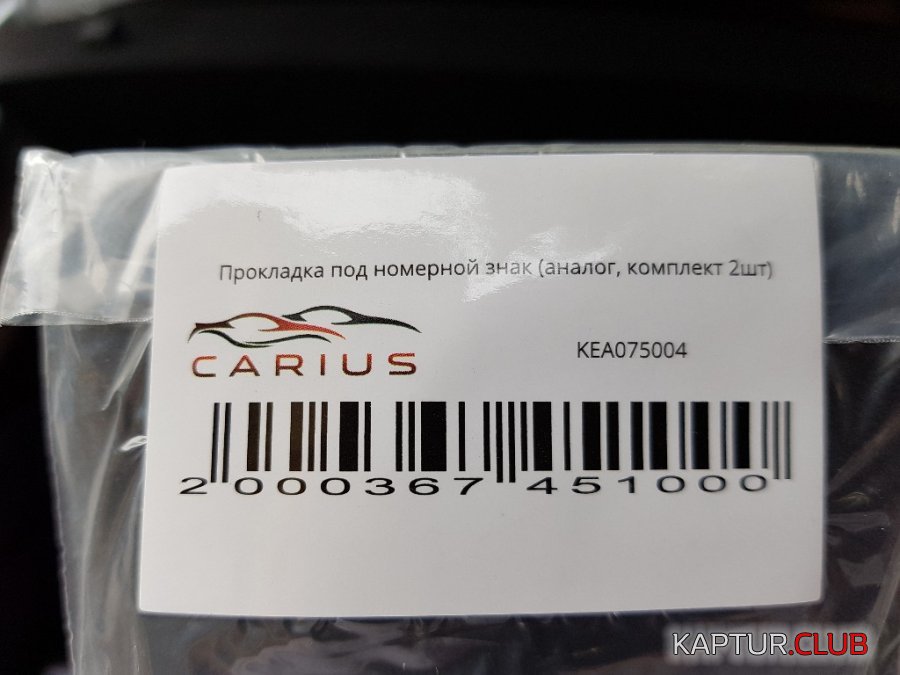 Прокладка под номерной знак (аналог, комплект 2шт)
CARIUS
KEA075004
2 000367 451000
KAPTUR.CLUB